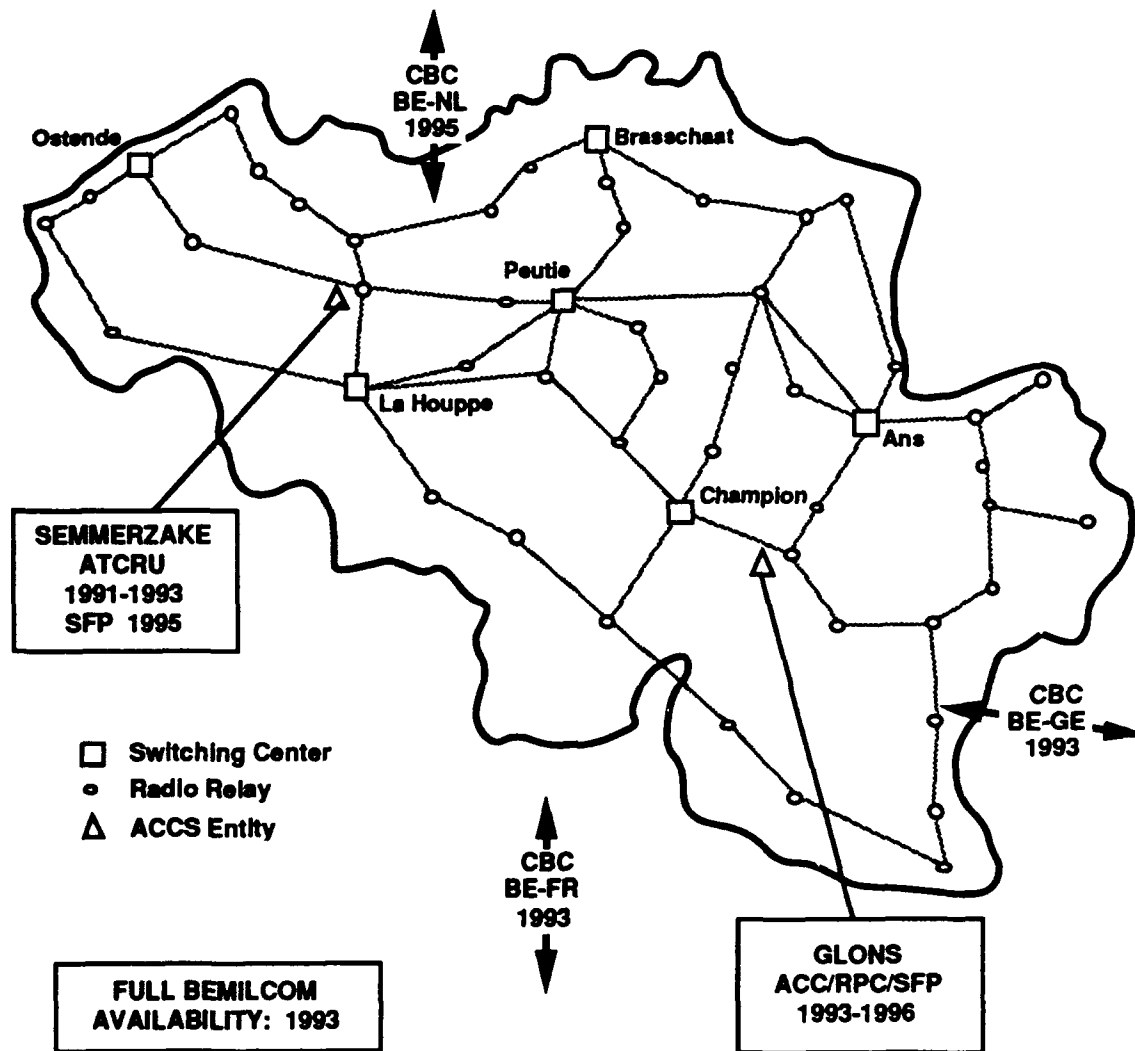 CBC
BE-NL
1995
Ostende
Brasschaat
Peutie
La Houppe
Ans
Champion
SEMMERZAKE
ATCRU
1991-1993
SFP 1995
CBC
BE-GE
1993
Switching Center
Radio Relay
ACCS Entity
CBC
BE-FR
1993
GLONS
ACC/RPC/SFP
1993-1996
FULL BEMILCOM
AVAILABILITY: 1993